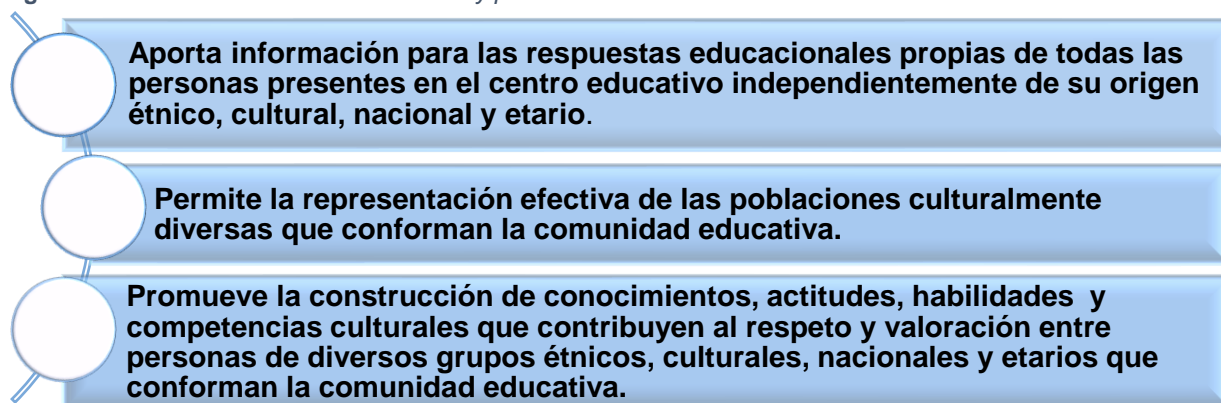 Aporta información para las respuestas educacionales propias de todas las
personas presentes en el centro educativo independientemente de su origen
étnico, cultural, nacional y etario.
Permite la representación efectiva de las poblaciones culturalmente
diversas que conforman la comunidad educativa.
Promueve la construcción de conocimientos, actitudes, habilidades y
competencias culturales que contribuyen al respeto y valoración entre
personas de diversos grupos étnicos, culturales, nacionales y etarios que
conforman la comunidad educativa.